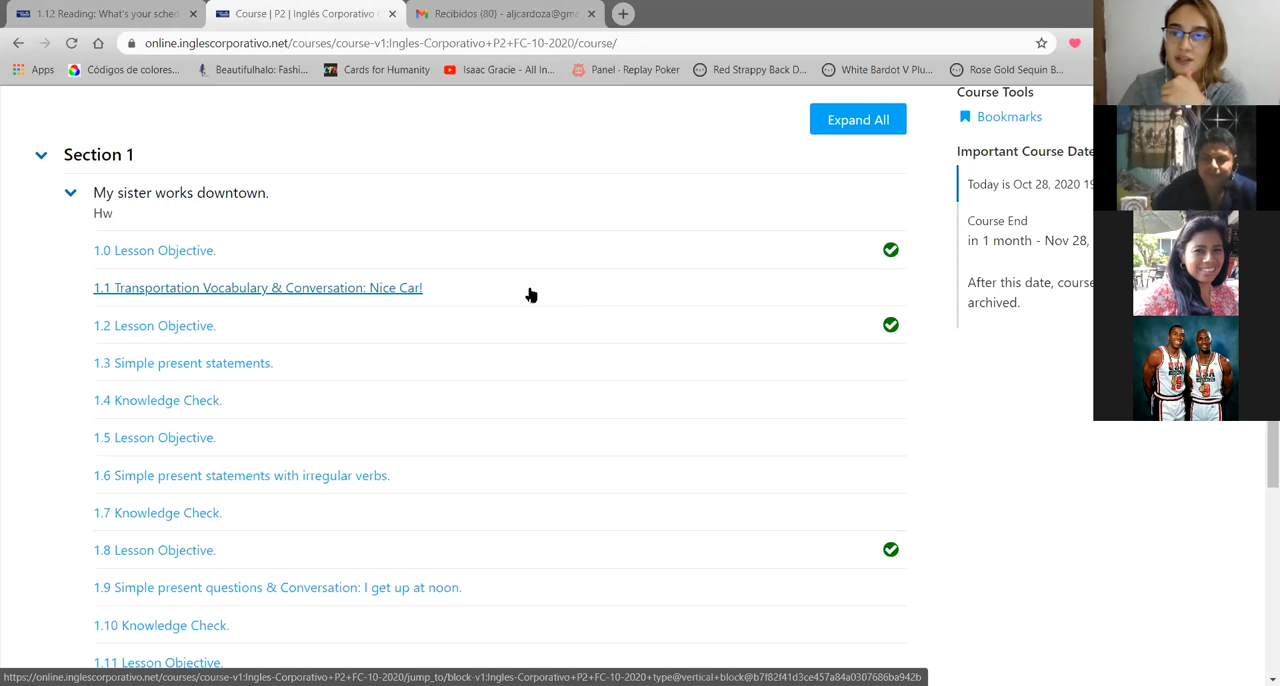 1.12 Reading: What's your sched
Course | P2 | Inglés Corporativo
Recibidos (80) - aljcardoza@gma
online.inglescorporativo.net/courses/course-v1:Ingles-Corporativo+P2+FC-10-2020/course/
Apps
Códigos de colores...
Beautifulhalo: Fashi...
Cards for Humanity
Isaac Gracie - All In...
Panel · Replay Poker
Red Strappy Back D...
White Bardot V Plu...
Rose Gold Sequin B...
Expand All
Section 1
My sister works downtown.
Hw
1.0 Lesson Objective.
1.1 Transportation Vocabulary & Conversation: Nice Car!
1.2 Lesson Objective.
1.3 Simple present statements.
1.4 Knowledge Check.
1.5 Lesson Objective.
1.6 Simple present statements with irregular verbs.
1.7 Knowledge Check.
1.8 Lesson Objective.
1.9 Simple present questions & Conversation: I get up at noon.
1.10 Knowledge Check.
1.11 Lesson Objective.
Course Tools
Bookmarks
Important Course Date
Today is Oct 28, 2020 19
Course End
in 1 month - Nov 28,
After this date, course
archived.
https://online.inglescorporativo.net/courses/course-v1:Ingles-Corporativo+P2+FC-10-2020/jump_to/block-v1:Ingles-Corporativo+P2+FC-10-2020+type@vertical+block@b7f82f41d3ce457a84a0307686ba942b